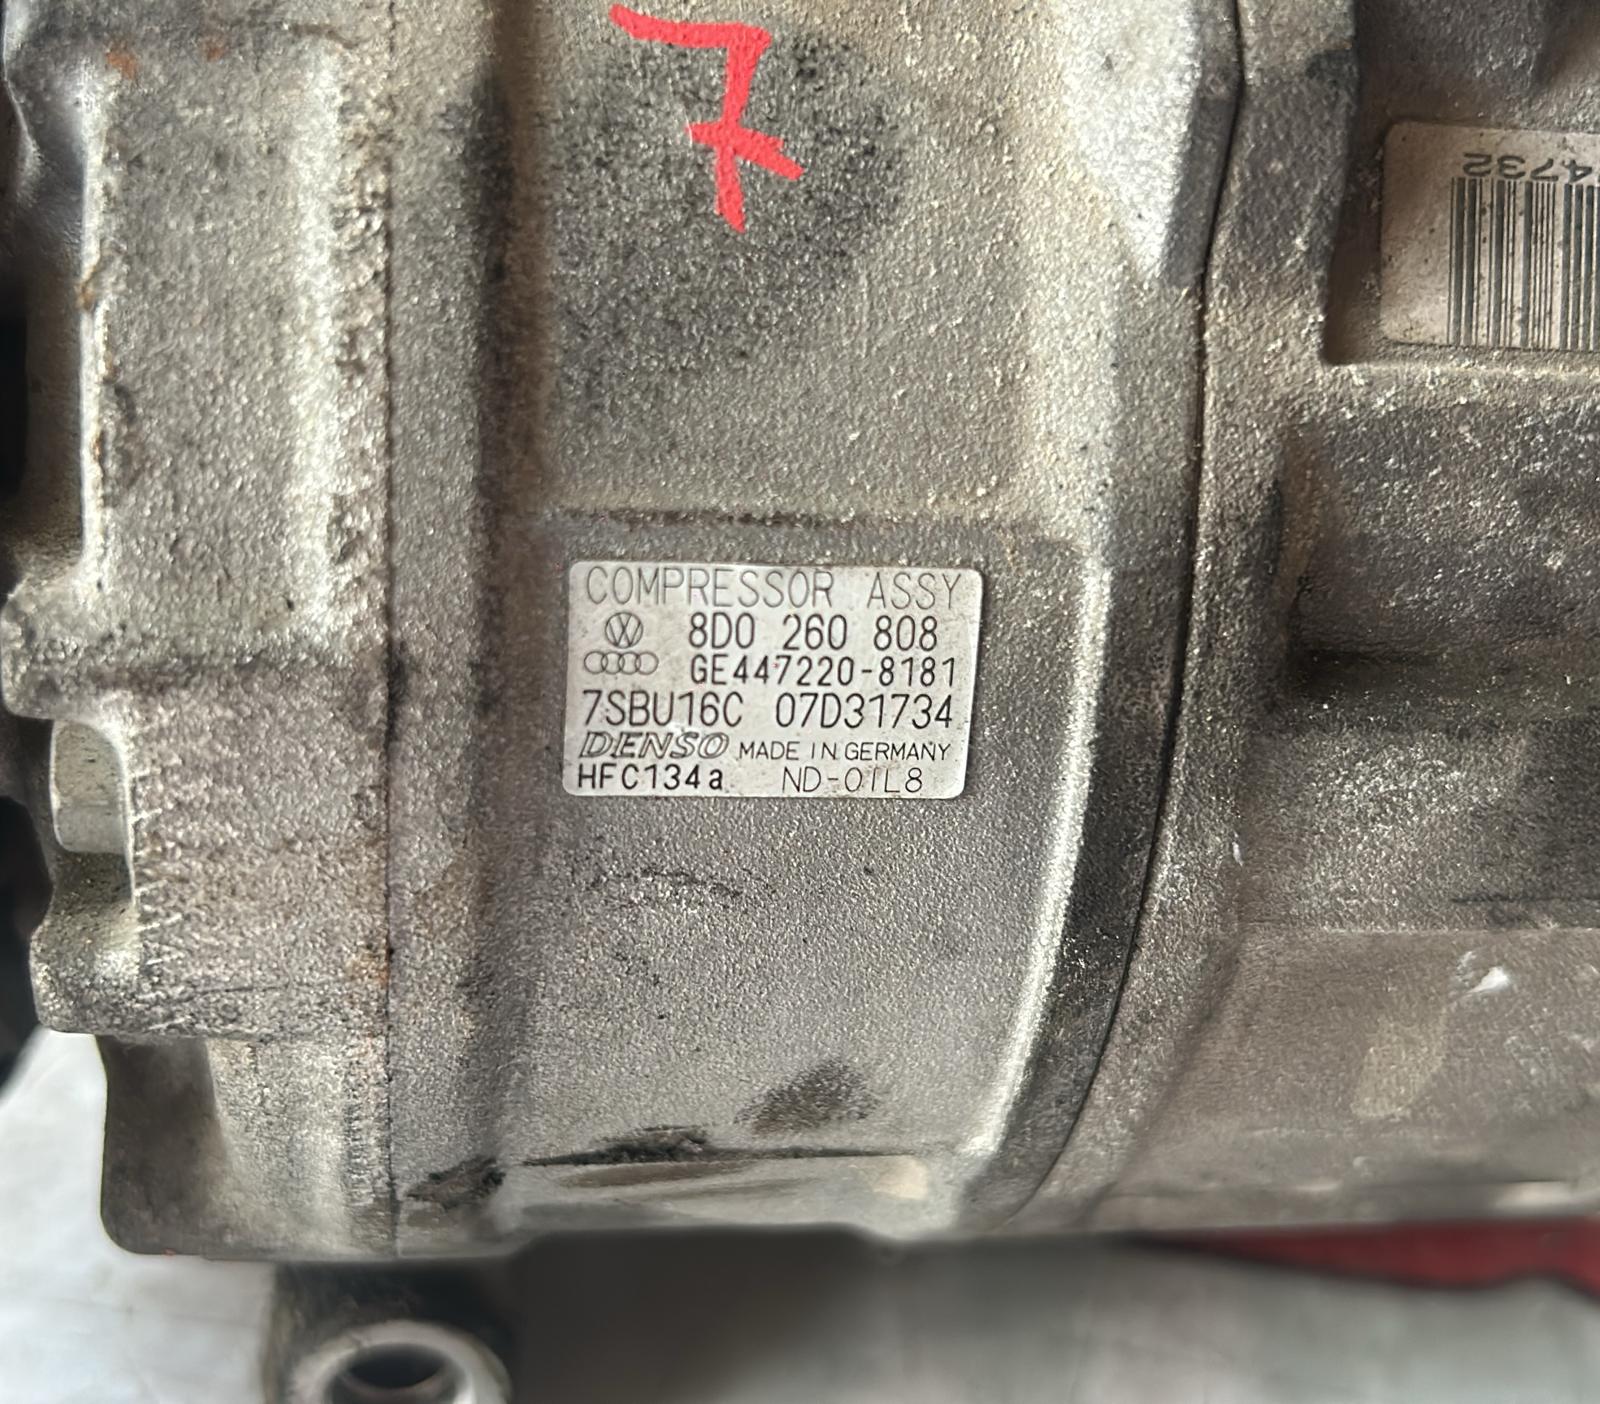 7
4732
COMPRESSOR ASSY
8D0 260 808
GE447220-8181
7SBU16C 07D31734
DENSO MADE IN GERMANY
HFC134a ND-OIL8